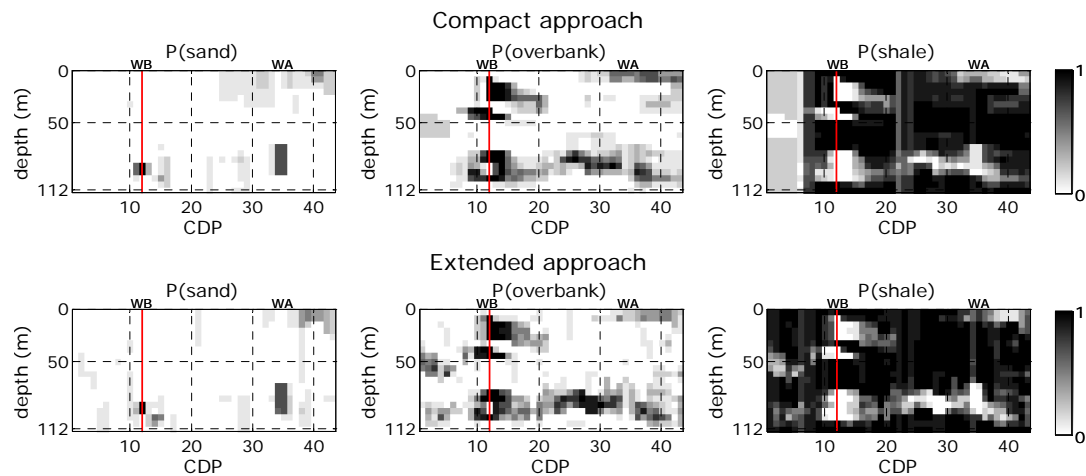 Compact approach
P(sand) P(overbank) P(shale)
WB WA WB WA WB WA
0 0 0 1
50 50 50
112 112 112 0
depth (m) depth (m) depth (m)
10 20 30 40 10 20 30 40 10 20 30 40
CDP CDP CDP
Extended approach
P(sand) P(overbank) P(shale)
WB WA WB WA WB WA
0 0 0 1
50 50 50
112 112 112 0
depth (m) depth (m) depth (m)
10 20 30 40 10 20 30 40 10 20 30 40
CDP CDP CDP